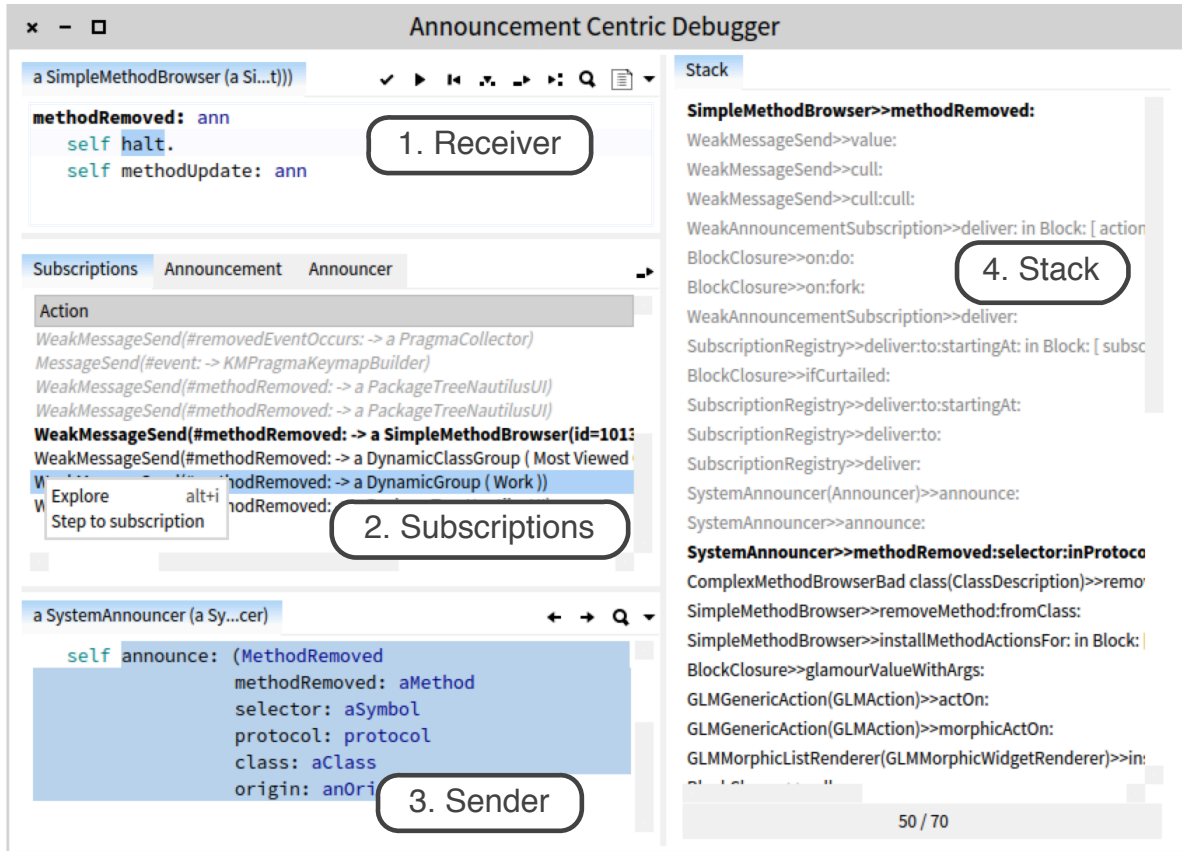 Announcement Centric Debugger
a SimpleMethodBrowser (a Si...t)))
methodRemoved: ann
self halt.
self methodUpdate: ann
1. Receiver
Subscriptions Announcement Announcer
Action
WeakMessageSend(#removedEventOccurs: -> a PragmaCollector)
MessageSend(#event: -> KMPragmaKeymapBuilder)
WeakMessageSend(#methodRemoved: -> a PackageTreeNautilusUI)
WeakMessageSend(#methodRemoved: -> a PackageTreeNautilusUI)
WeakMessageSend(#methodRemoved: -> a SimpleMethodBrowser(id=1013
WeakMessageSend(#methodRemoved: -> a DynamicClassGroup ( Most Viewed
hodRemoved: -> a DynamicGroup ( Work ))
hodRemoved:
Explore alt+i
Step to subscription
2. Subscriptions
a SystemAnnouncer (a Sy...cer)
self announce: (MethodRemoved
methodRemoved: aMethod
selector: aSymbol
protocol: protocol
class: aClass
origin: anOri
3. Sender
Stack
SimpleMethodBrowser>>methodRemoved:
WeakMessageSend>>value:
WeakMessageSend>>cull:
WeakMessageSend>>cull:cull:
WeakAnnouncementSubscription>>deliver: in Block: [ action
BlockClosure>>on:do:
BlockClosure>>on:fork:
WeakAnnouncementSubscription>>deliver:
SubscriptionRegistry>>deliver:to:startingAt: in Block: [ subsc
BlockClosure>>ifCurtailed:
SubscriptionRegistry>>deliver:to:startingAt:
SubscriptionRegistry>>deliver:to:
SubscriptionRegistry>>deliver:
SystemAnnouncer(Announcer)>>announce:
SystemAnnouncer>>announce:
SystemAnnouncer>>methodRemoved:selector:inProtoco
ComplexMethodBrowserBad class(ClassDescription)>>remo
SimpleMethodBrowser>>removeMethod:fromClass:
SimpleMethodBrowser>>installMethodActionsFor: in Block: [
BlockClosure>>glamourValueWithArgs:
GLMGenericAction(GLMAction)>>actOn:
GLMGenericAction(GLMAction)>>morphicActOn:
GLMMorphicListRenderer(GLMMorphicWidgetRenderer)>>in
4. Stack
50 / 70